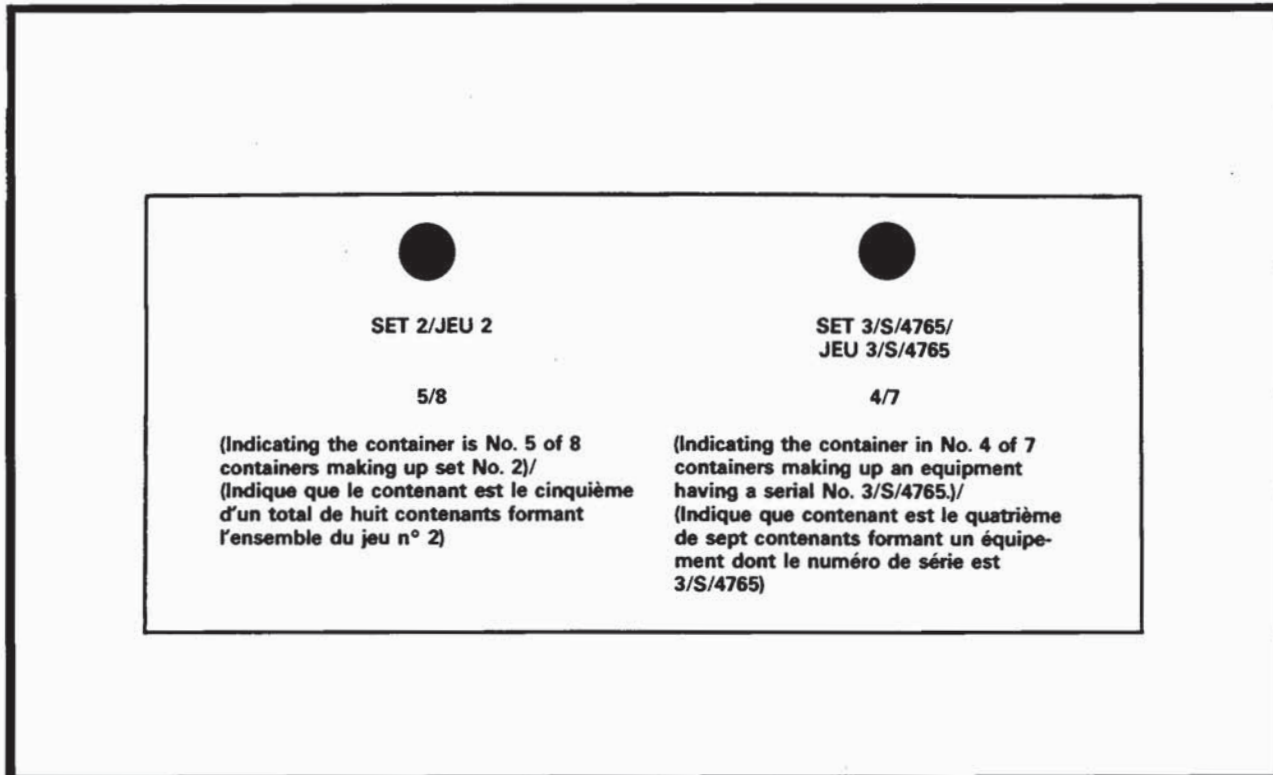 SET 2/JEU 2
5/8
(Indicating the container is No. 5 of 8
containers making up set No. 2)/
(Indique que le contenant est le cinquième
d'un total de huit contenants formant
l'ensemble du jeu n° 2)
SET 3/S/4765/
JEU 3/S/4765
4/7
(Indicating the container in No. 4 of 7
containers making up an equipment
having a serial No. 3/S/4765.)/
(Indique que contenant est le quatrième
de sept contenants formant un équipe-
ment dont le numéro de série est
3/S/4765)